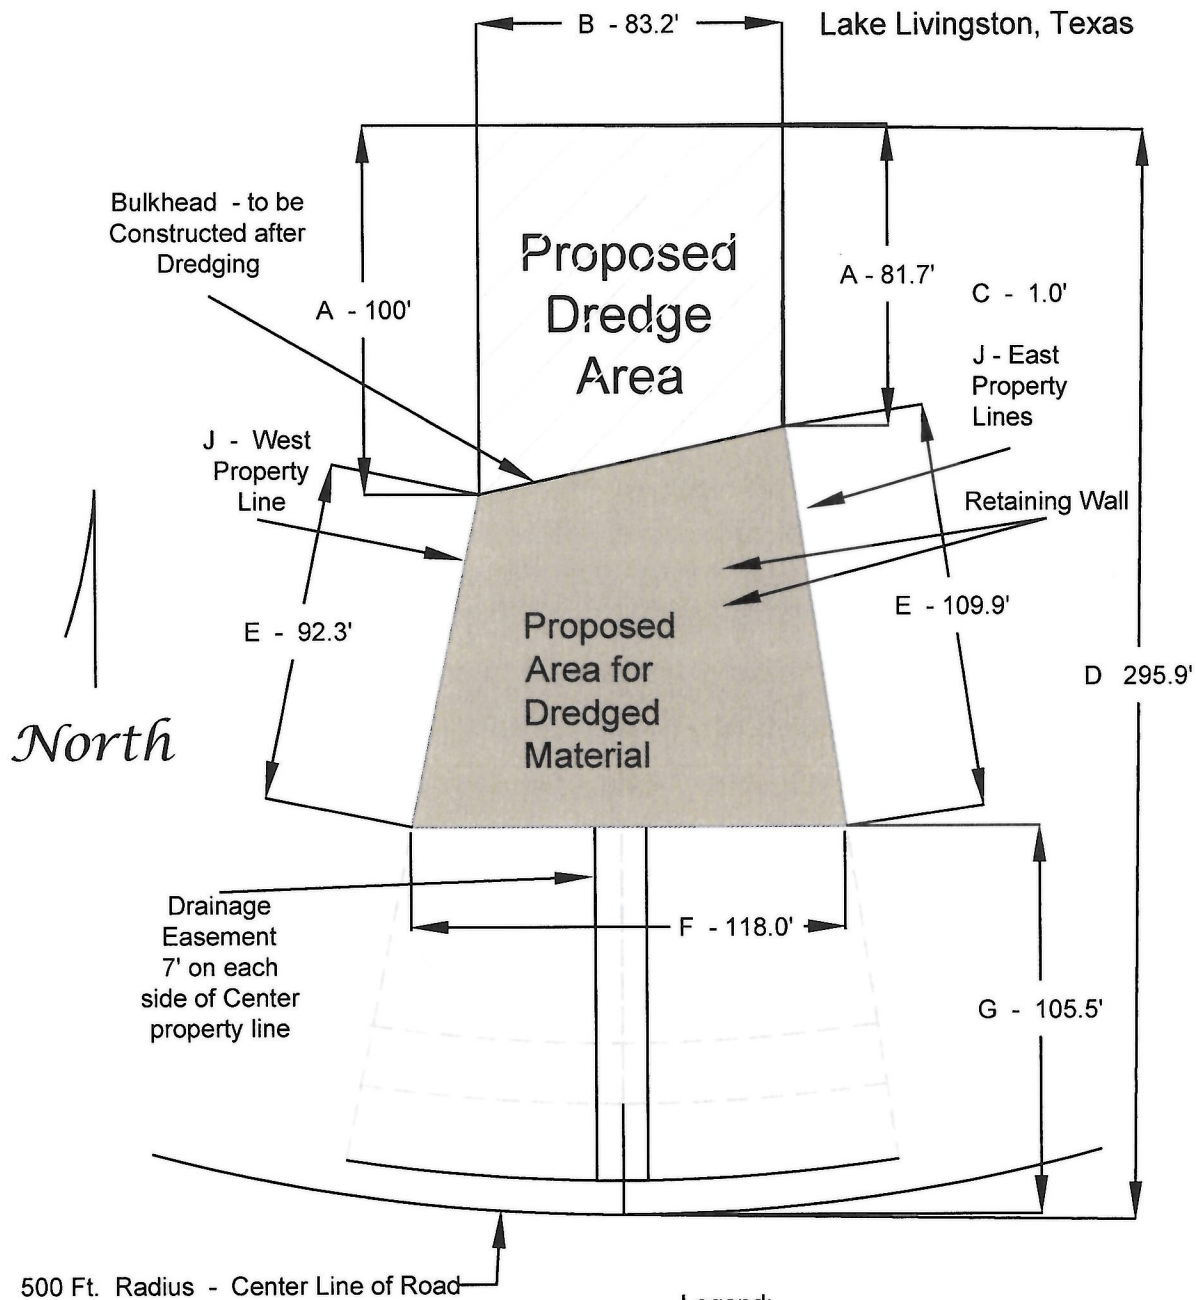 B - 83.2'
Lake Livingston, Texas
Bulkhead - to be
Constructed after
Dredging
A - 100'
Proposed
Dredge
Area
A - 81.7'
C - 1.0'
J - East
Property
Lines
J - West
Property
Line
Retaining Wall
E - 92.3'
E - 109.9'
Proposed
Area for
Dredged
Material
D 295.9'
North
Drainage
Easement
7' on each
side of Center
property line
F - 118.0'
G - 105.5'
500 Ft. Radius - Center Line of Road